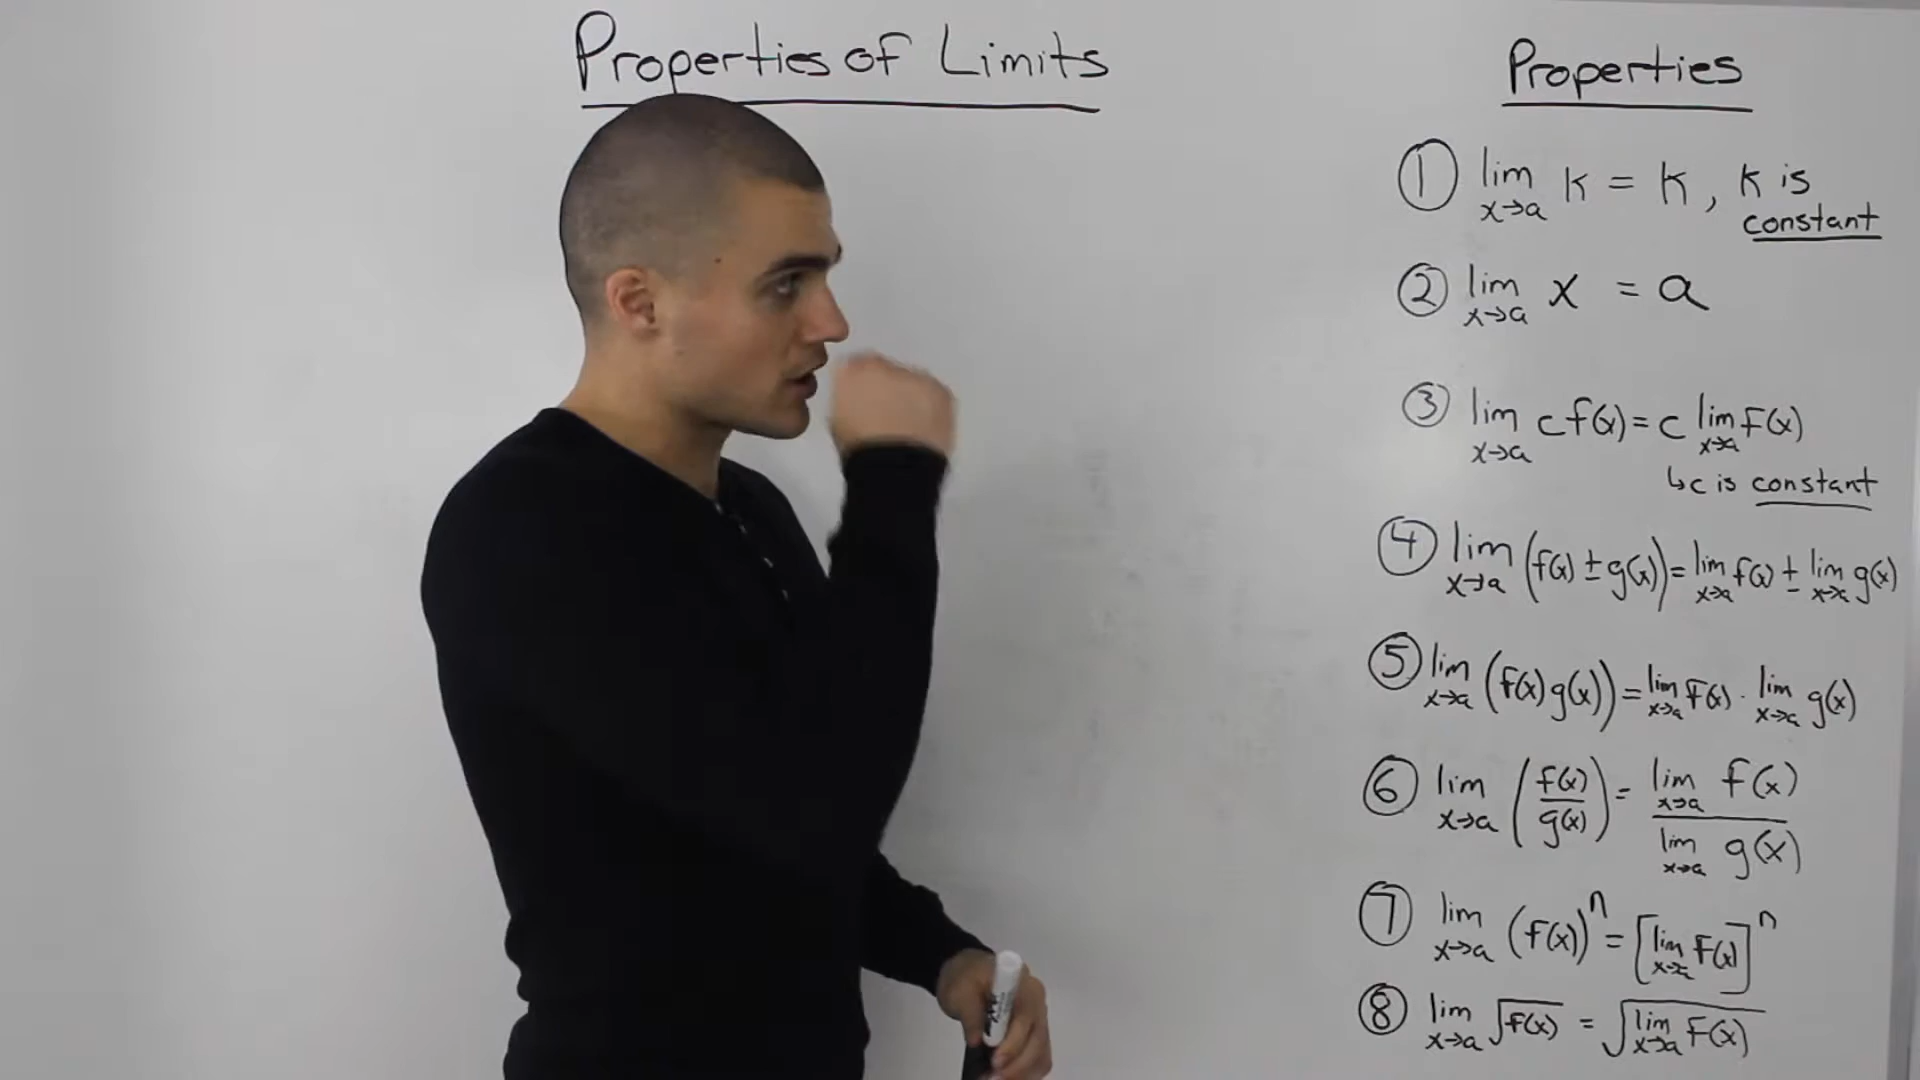 Properties of Limits
Properties
① lim x→a k = k, k is
constant
② lim x→a x = a
③ lim x→a cf(x) = c lim x→a f(x)
↳ c is constant
④ lim x→a (f(x) ± g(x)) = lim x→a f(x) ± lim x→a g(x)
⑤ lim x→a (f(x)g(x)) = lim x→a f(x) · lim x→a g(x)
⑥ lim x→a (f(x)/g(x)) = lim x→a f(x) / lim x→a g(x)
⑦ lim x→a (f(x))ⁿ = [lim x→a f(x)]ⁿ
⑧ lim x→a √f(x) = √lim x→a f(x)